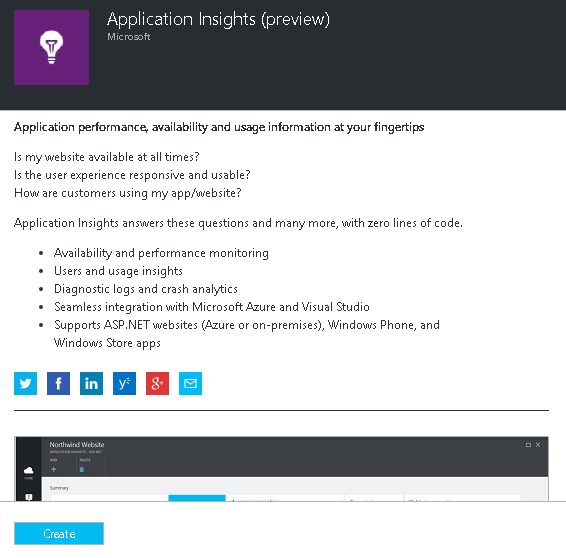 Application Insights (preview)
Microsoft
Application performance, availability and usage information at your fingertips
Is my website available at all times?
Is the user experience responsive and usable?
How are customers using my app/website?
Application Insights answers these questions and many more, with zero lines of code.
Availability and performance monitoring
Users and usage insights
Diagnostic logs and crash analytics
Seamless integration with Microsoft Azure and Visual Studio
Supports ASP.NET websites (Azure or on-premises), Windows Phone, and
Windows Store apps
Northwind Website
APPLICATION INSIGHTS - ASP.NET
ADD DELETE
HOME
Summary
Create